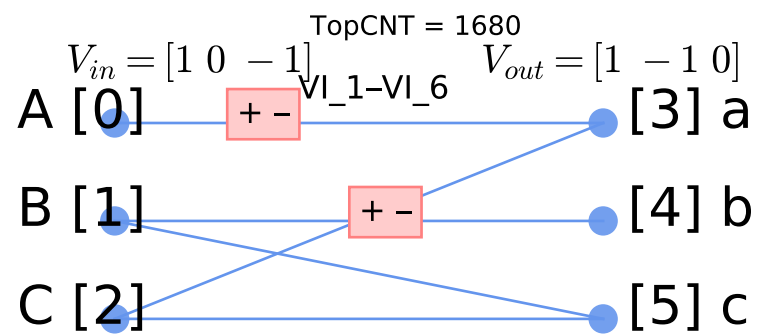 TopCNT = 1680
V_in = [1 0 −1] V_out = [1 −1 0]
VI_1–VI_6
A [0] + – [3] a
B [1] + – [4] b
C [2] [5] c